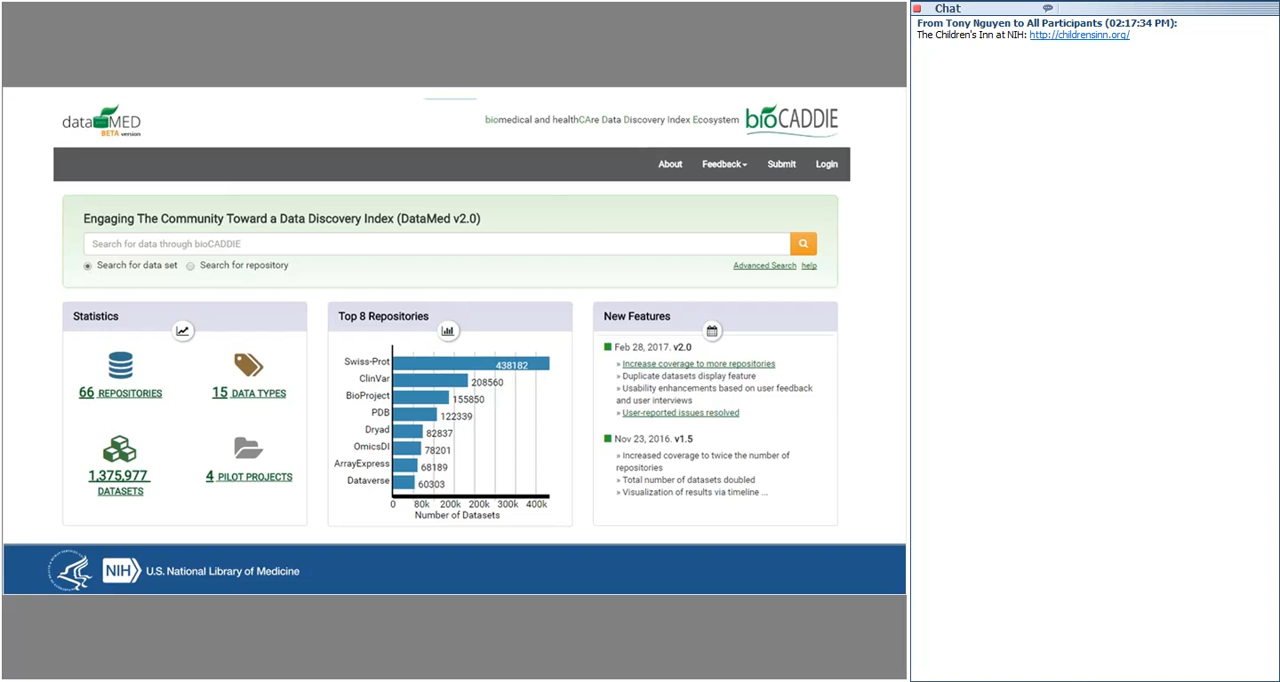 data MED
BETA version
biomedical and healthCAre Data Discovery Index Ecosystem
bioCADDIE
About
Feedback
Submit
Login
Engaging The Community Toward a Data Discovery Index (DataMed v2.0)
Search for data through bioCADDIE
Search for data set
Search for repository
Advanced Search
help
Statistics
66 REPOSITORIES
15 DATA TYPES
1,375,977
DATASETS
4 PILOT PROJECTS
Top 8 Repositories
Swiss-Prot 438182
ClinVar 208560
BioProject 155850
PDB 122339
Dryad 82837
OmicsDI 78201
ArrayExpress 68189
Dataverse 60303
0 80k 200k 200k 300k 400k
Number of Datasets
New Features
Feb 28, 2017. v2.0
» Increase coverage to more repositories
» Duplicate datasets display feature
» Usability enhancements based on user feedback
and user interviews
» User-reported issues resolved
Nov 23, 2016. v1.5
» Increased coverage to twice the number of
repositories
» Total number of datasets doubled
» Visualization of results via timeline ...
NIH U.S. National Library of Medicine
Chat
From Tony Nguyen to All Participants (02:17:34 PM):
The Children's Inn at NIH: http://childrensinn.org/